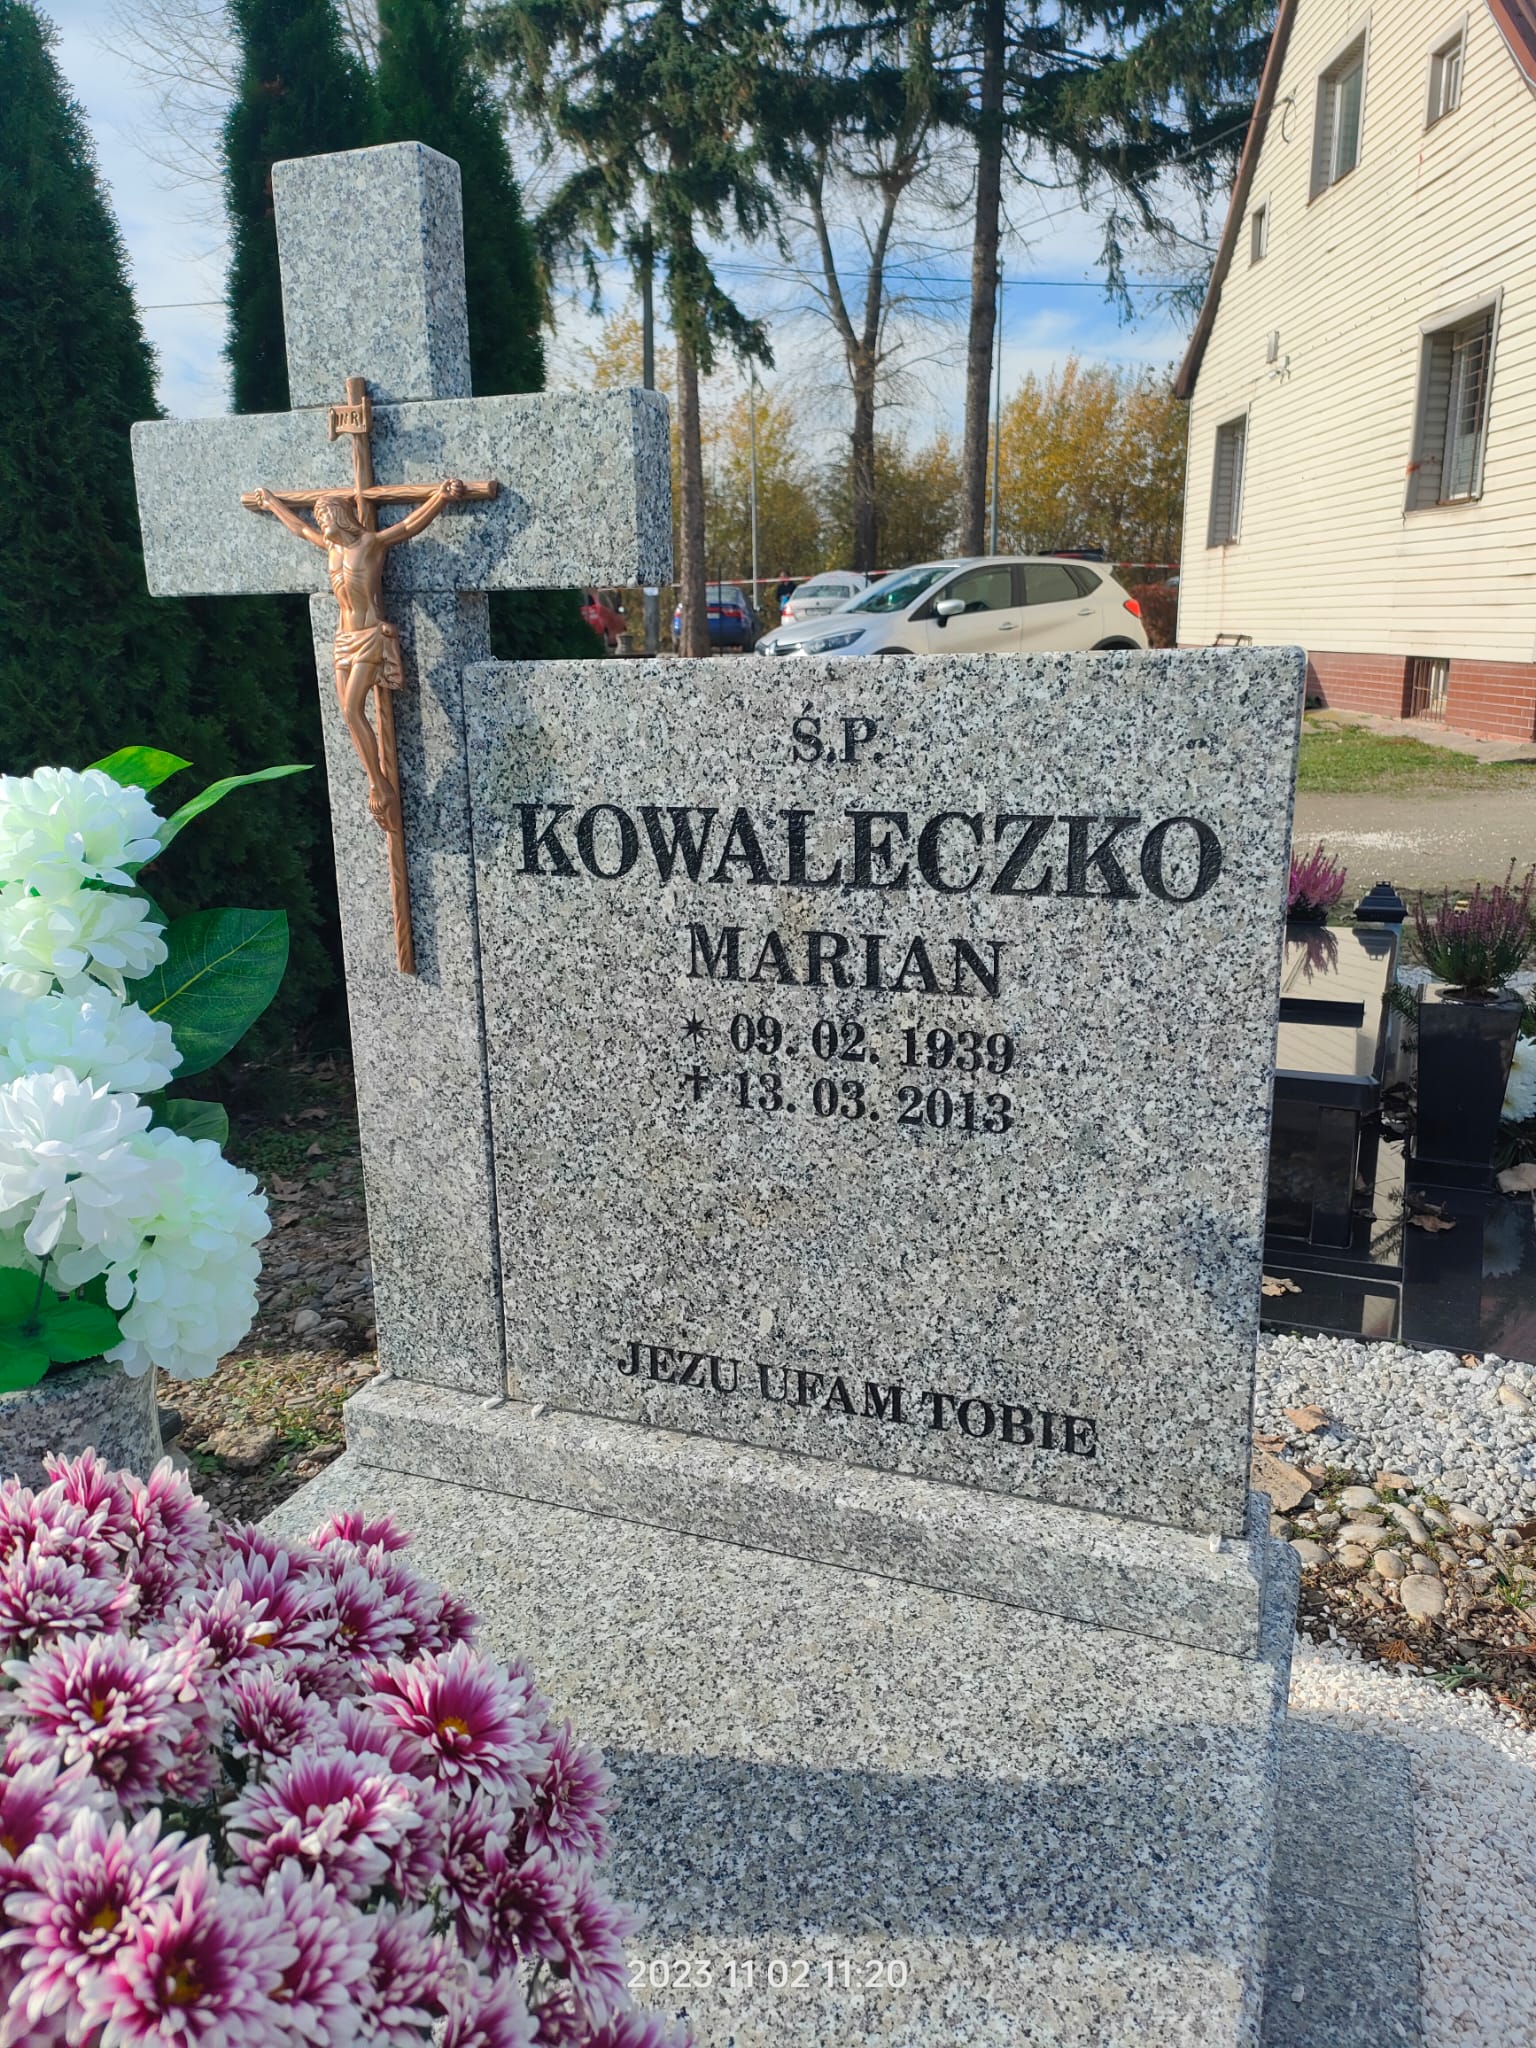 INRI
Ś.P.
KOWALECZKO
MARIAN
* 09. 02. 1939
✝ 13. 03. 2013
JEZU UFAM TOBIE
2023 11 02 11:20